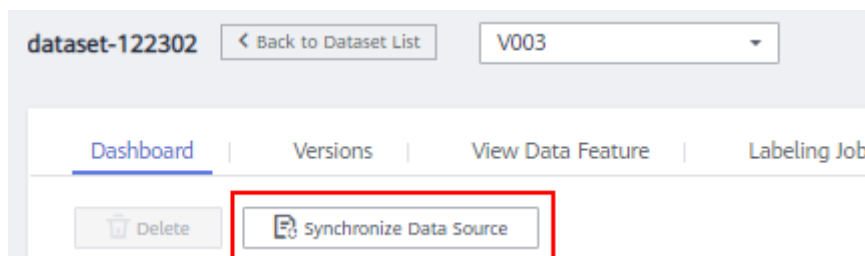 dataset-122302 Back to Dataset List V003
Dashboard Versions View Data Feature Labeling Job
Delete Synchronize Data Source